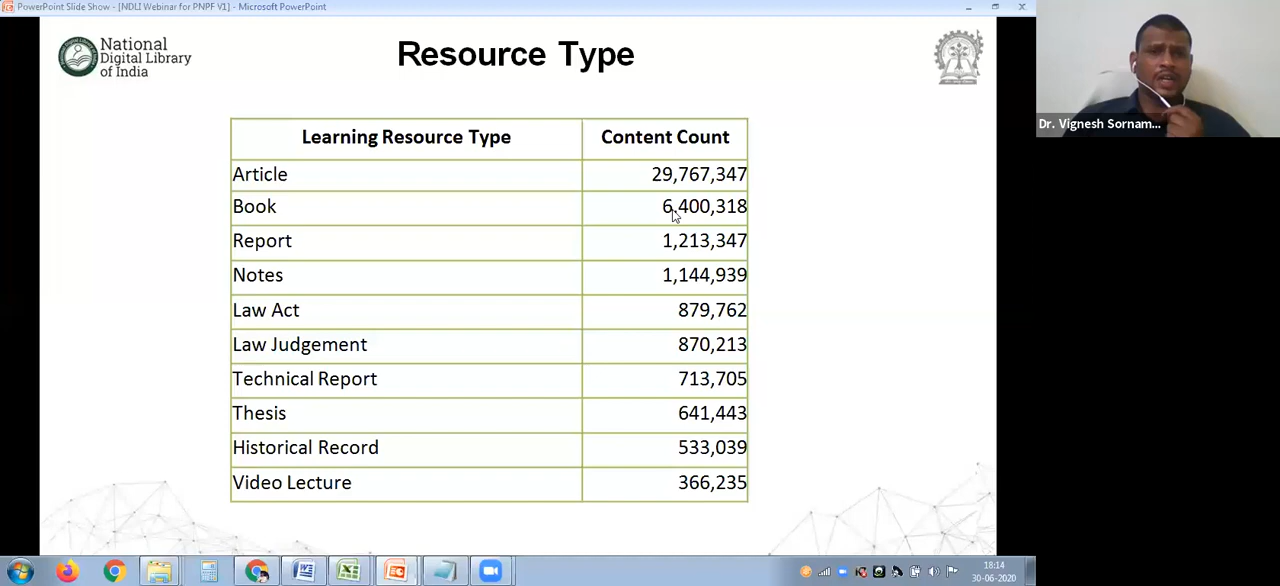 PowerPoint Slide Show - [NDLI Webinar for PNPF V1] - Microsoft PowerPoint
National
Digital Library
of India
Resource Type
Learning Resource Type Content Count
Article 29,767,347
Book 6,400,318
Report 1,213,347
Notes 1,144,939
Law Act 879,762
Law Judgement 870,213
Technical Report 713,705
Thesis 641,443
Historical Record 533,039
Video Lecture 366,235
Dr. Vignesh Sornam...
18:14
30-06-2020